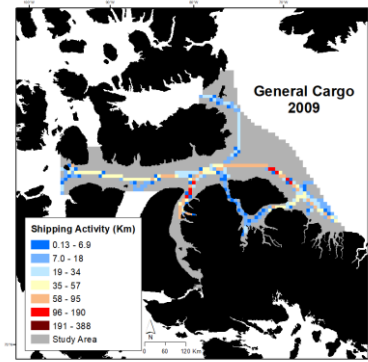 General Cargo
2009
Shipping Activity (Km)
0.13 - 6.9
7.0 - 18
19 - 34
35 - 57
58 - 95
96 - 190
191 - 388
Study Area
N
0 60 120 Km